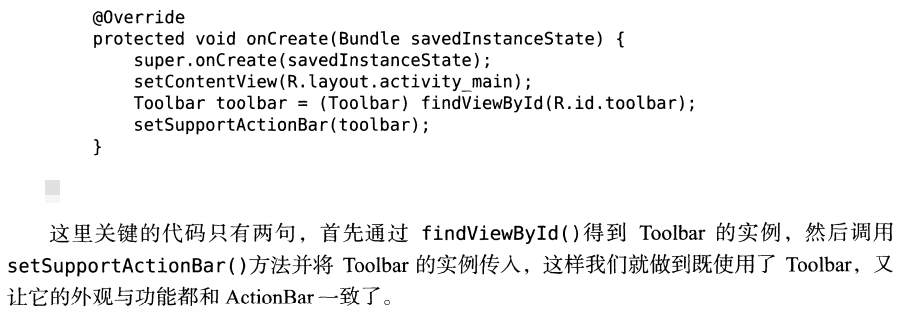 @Override
protected void onCreate(Bundle savedInstanceState) {
    super.onCreate(savedInstanceState);
    setContentView(R.layout.activity_main);
    Toolbar toolbar = (Toolbar) findViewById(R.id.toolbar);
    setSupportActionBar(toolbar);
}
这里关键的代码只有两句，首先通过 findViewById()得到 Toolbar 的实例，然后调用
setSupportActionBar()方法并将 Toolbar 的实例传入，这样我们就做到既使用了 Toolbar，又
让它的外观与功能都和 ActionBar 一致了。